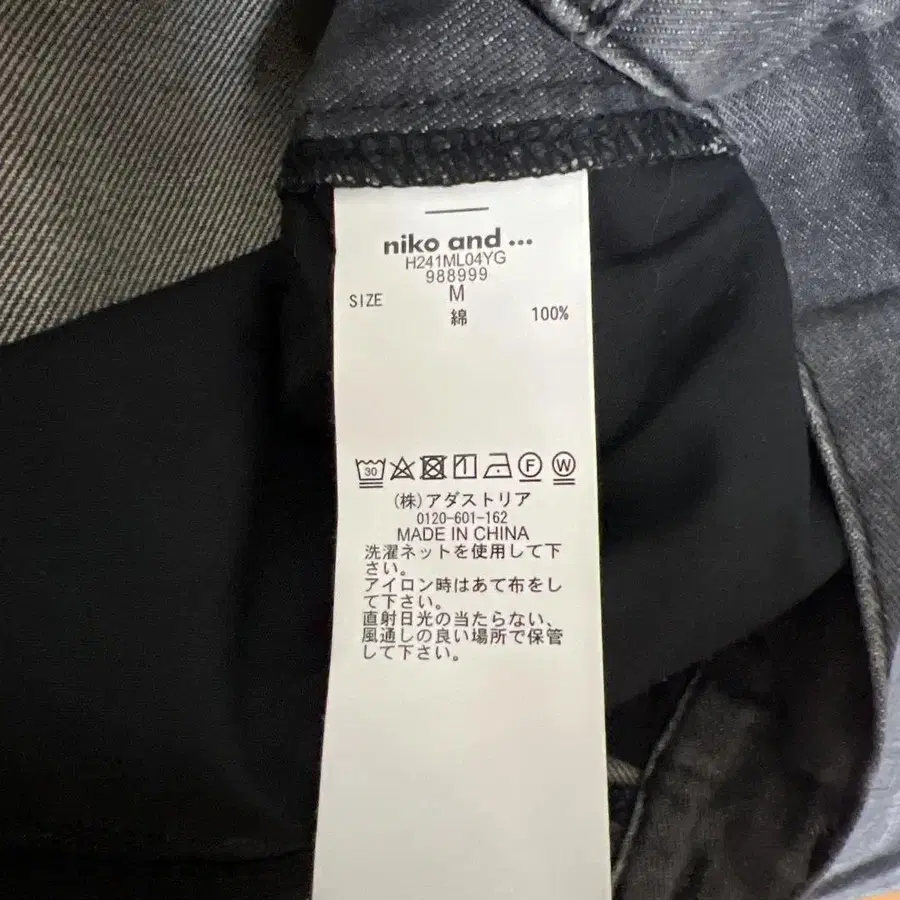 niko and ...
H241ML04YG
988999
SIZE M
綿 100%
30 F W
(株)アダストリア
0120-601-162
MADE IN CHINA
洗濯ネットを使用して下
さい。
アイロン時はあて布をし
て下さい。
直射日光の当たらない、
風通しの良い場所で保管
して下さい。